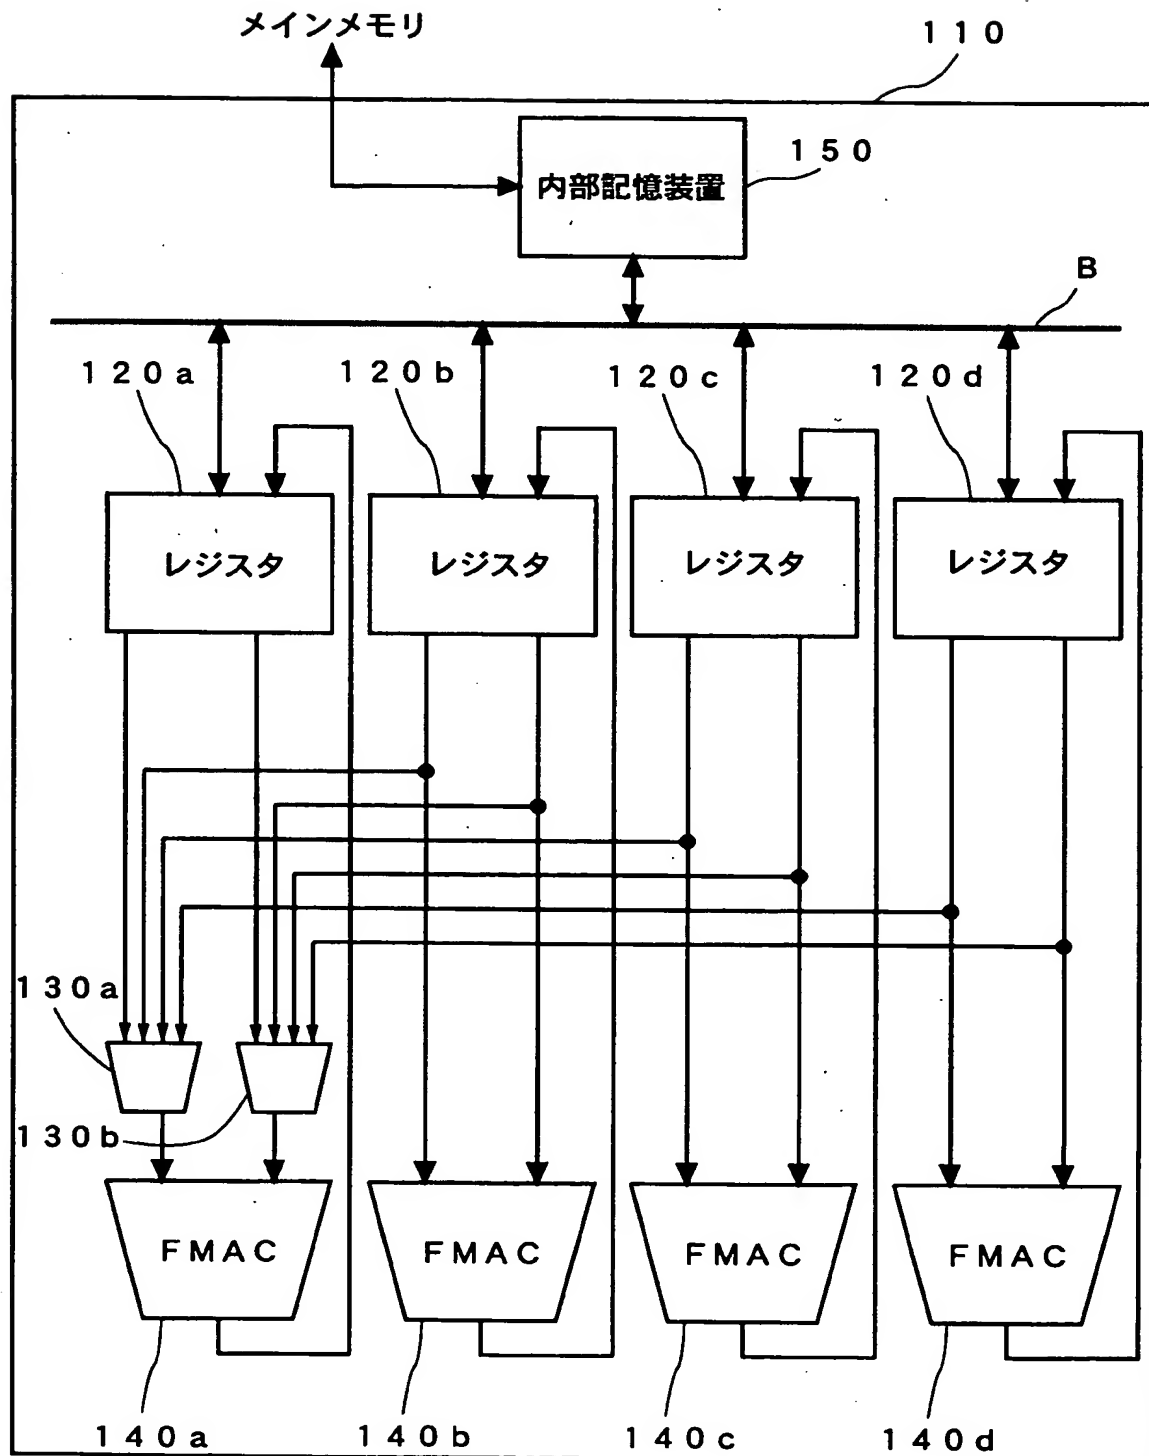 メインメモリ
110
150
内部記憶装置
B
120a
120b
120c
120d
レジスタ
レジスタ
レジスタ
レジスタ
130a
130b
FMAC
FMAC
FMAC
FMAC
140a
140b
140c
140d